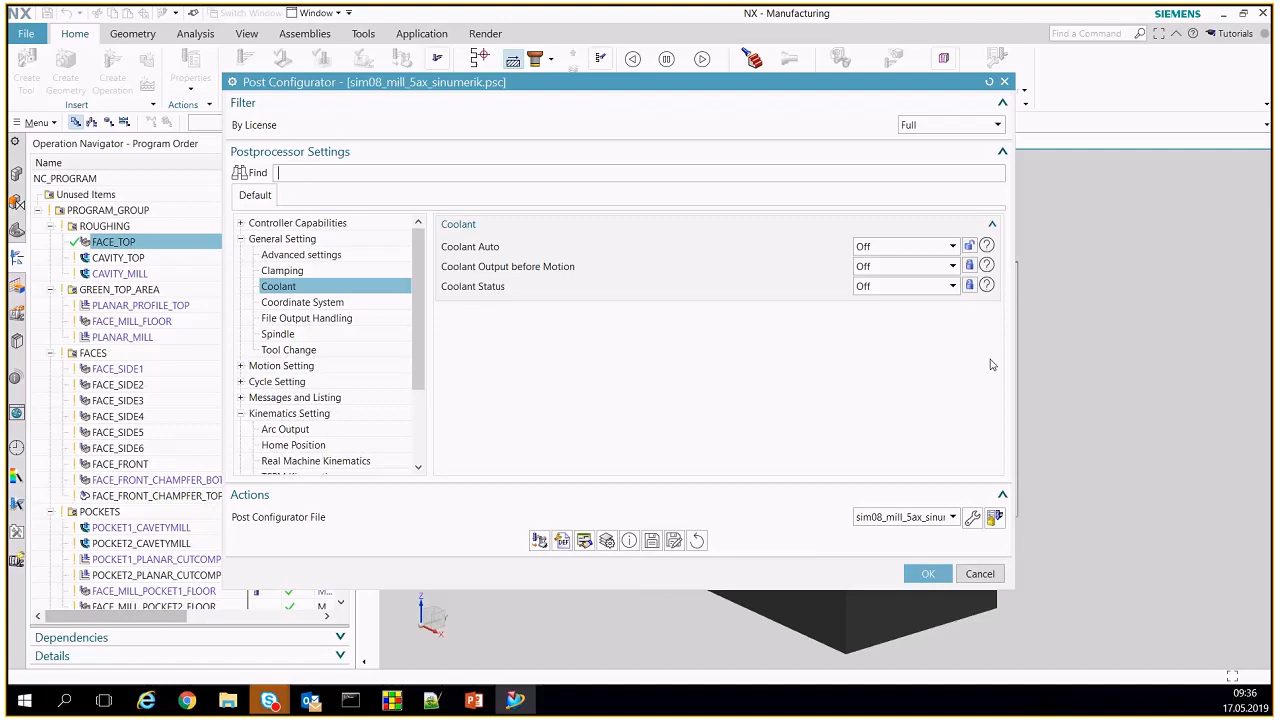 NX
Switch Window
Window
NX - Manufacturing
SIEMENS
File
Home
Geometry
Analysis
View
Assemblies
Tools
Application
Render
Find a Command
Tutorials
Create
Tool
Create
Geometry
Create
Operation
Properties
Insert
Actions
Menu
Post Configurator - [sim08_mill_5ax_sinumerik.psc]
Filter
By License
Full
Postprocessor Settings
Find
Default
Operation Navigator - Program Order
Name
NC_PROGRAM
Unused Items
PROGRAM_GROUP
ROUGHING
FACE_TOP
CAVITY_TOP
CAVITY_MILL
GREEN_TOP_AREA
PLANAR_PROFILE_TOP
FACE_MILL_FLOOR
PLANAR_MILL
FACES
FACE_SIDE1
FACE_SIDE2
FACE_SIDE3
FACE_SIDE4
FACE_SIDE5
FACE_SIDE6
FACE_FRONT
FACE_FRONT_CHAMPFER_BOT
FACE_FRONT_CHAMPFER_TOP
POCKETS
POCKET1_CAVETYMILL
POCKET2_CAVETYMILL
POCKET1_PLANAR_CUTCOMP
POCKET2_PLANAR_CUTCOMP
FACE_MILL_POCKET1_FLOOR
M...
FACE_MILL_POCKET2_FLOOR
M
Dependencies
Details
Controller Capabilities
General Setting
Advanced settings
Clamping
Coolant
Coordinate System
File Output Handling
Spindle
Tool Change
Motion Setting
Cycle Setting
Messages and Listing
Kinematics Setting
Arc Output
Home Position
Real Machine Kinematics
Coolant
Coolant Auto
Off
Coolant Output before Motion
Off
Coolant Status
Off
Actions
Post Configurator File
sim08_mill_5ax_sinu
OK
Cancel
Z
Y
X
09:36
17.05.2019